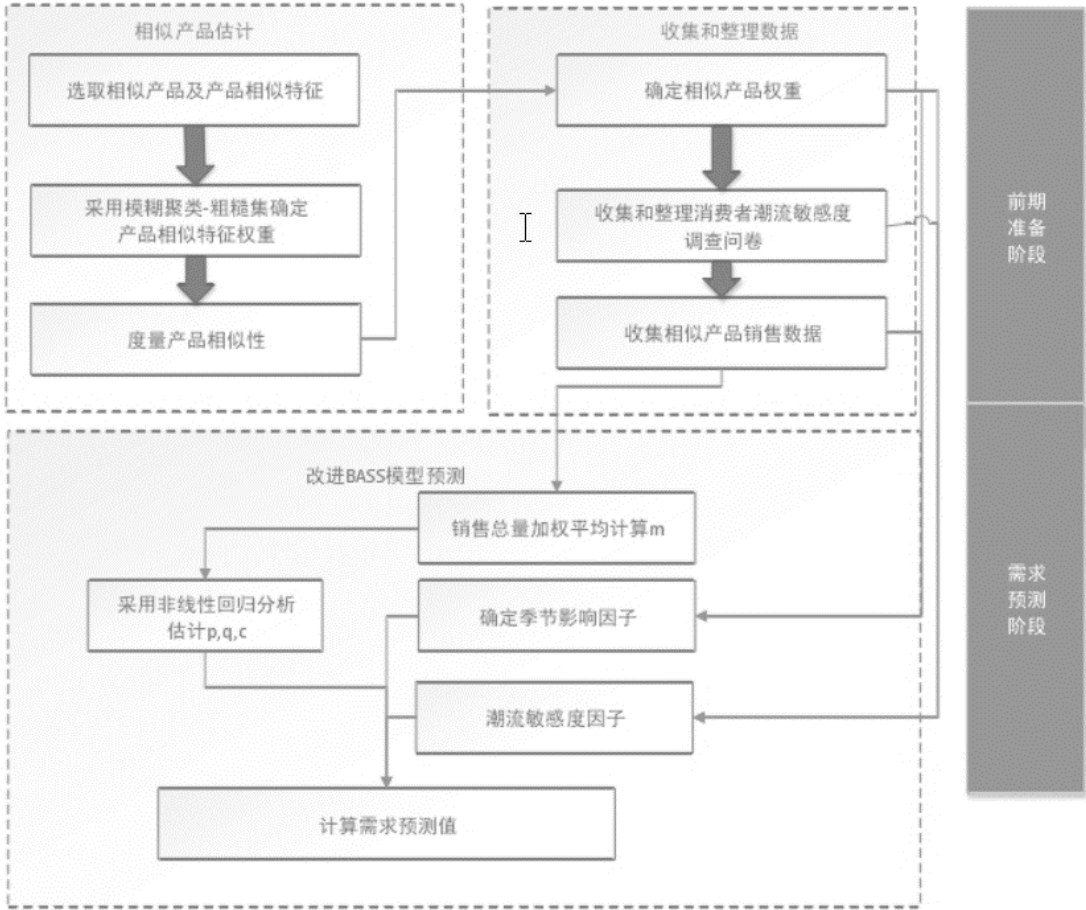 相似产品估计
选取相似产品及产品相似特征
采用模糊聚类-粗糙集确定
产品相似特征权重
度量产品相似性
收集和整理数据
确定相似产品权重
收集和整理消费者潮流敏感度
调查问卷
收集相似产品销售数据
前期
准备
阶段
改进BASS模型预测
销售总量加权平均计算m
采用非线性回归分析
估计p,q,c
确定季节影响因子
潮流敏感度因子
计算需求预测值
需求
预测
阶段